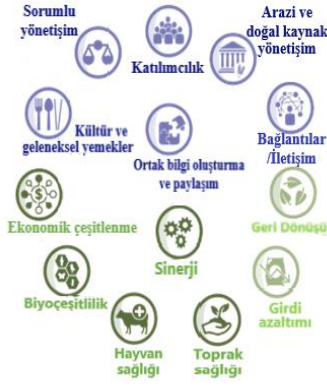 Sorumlu
yönetişim
Katılımcılık
Arazi ve
doğal kaynak
yönetişim
Kültür ve
geleneksel yemekler
Ortak bilgi oluşturma
ve paylaşım
Bağlantılar
/İletişim
Ekonomik çeşitlenme
Sinerji
Geri Dönüşü
Biyoçeşitlilik
Girdi
azaltımı
Hayvan
sağlığı
Toprak
sağlığı